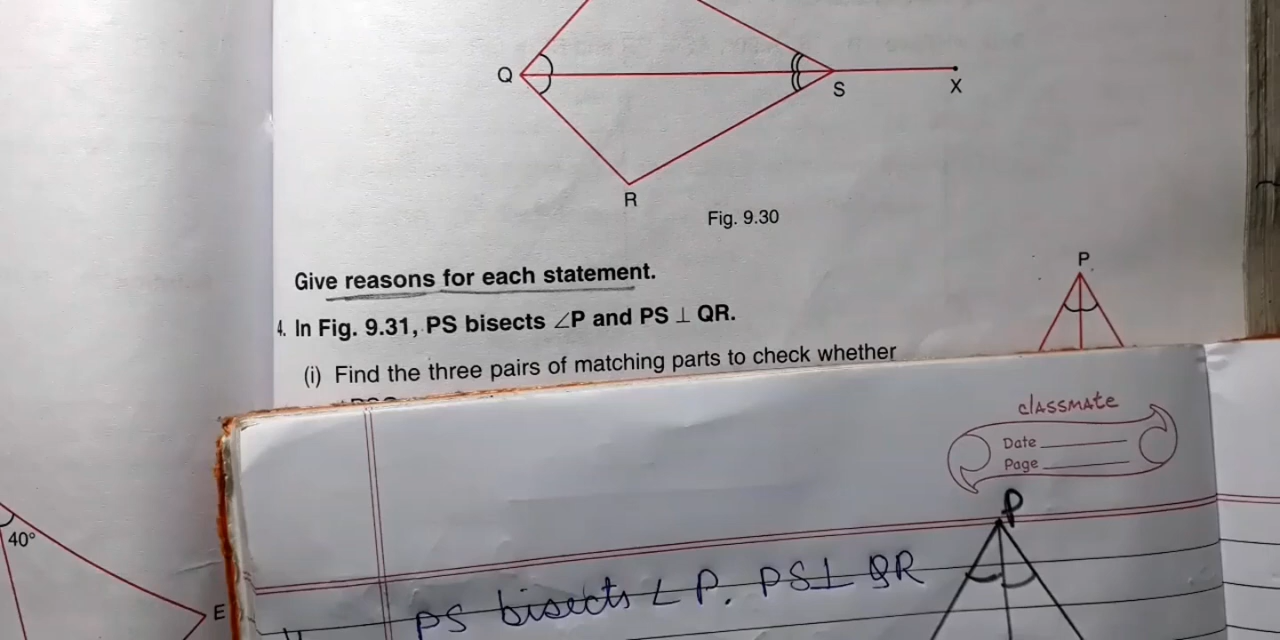 Q
S
X
R
Fig. 9.30
Give reasons for each statement.
P
4. In Fig. 9.31, PS bisects ∠P and PS ⊥ QR.
(i) Find the three pairs of matching parts to check whether
classmate
Date
Page
P
40°
PS bisects ∠P. PS⊥ QR
E